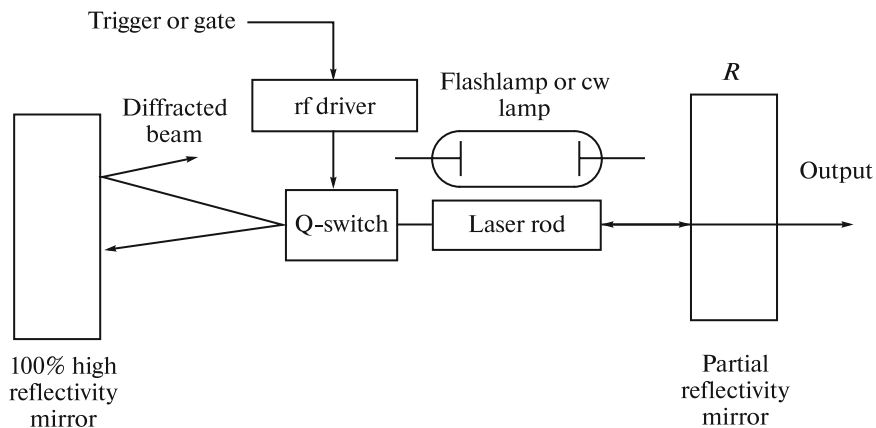 Trigger or gate
rf driver
Diffracted
beam
Flashlamp or cw
lamp
R
Output
Q-switch
Laser rod
100% high
reflectivity
mirror
Partial
reflectivity
mirror